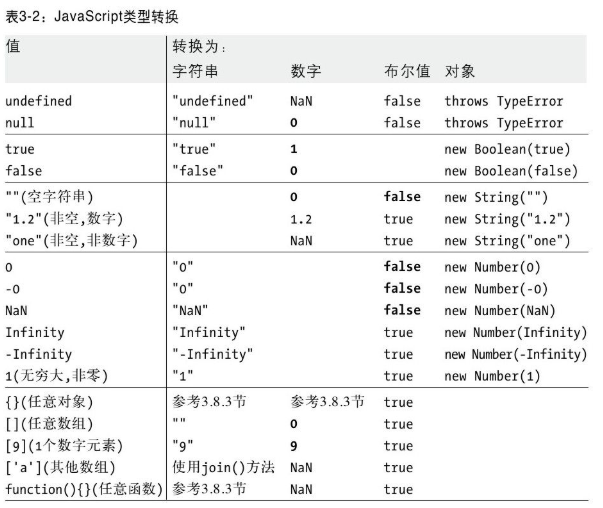 表3-2：JavaScript类型转换
值 转换为：
字符串 数字 布尔值 对象
undefined "undefined" NaN false throws TypeError
null "null" 0 false throws TypeError
true "true" 1 new Boolean(true)
false "false" 0 new Boolean(false)
""(空字符串) 0 false new String("")
"1.2"(非空,数字) 1.2 true new String("1.2")
"one"(非空,非数字) NaN true new String("one")
0 "0" false new Number(0)
-0 "0" false new Number(-0)
NaN "NaN" false new Number(NaN)
Infinity "Infinity" true new Number(Infinity)
-Infinity "-Infinity" true new Number(-Infinity)
1(无穷大,非零) "1" true new Number(1)
{}(任意对象) 参考3.8.3节 参考3.8.3节 true
[](任意数组) "" 0 true
[9](1个数字元素) "9" 9 true
['a'](其他数组) 使用join()方法 NaN true
function(){}(任意函数) 参考3.8.3节 NaN true